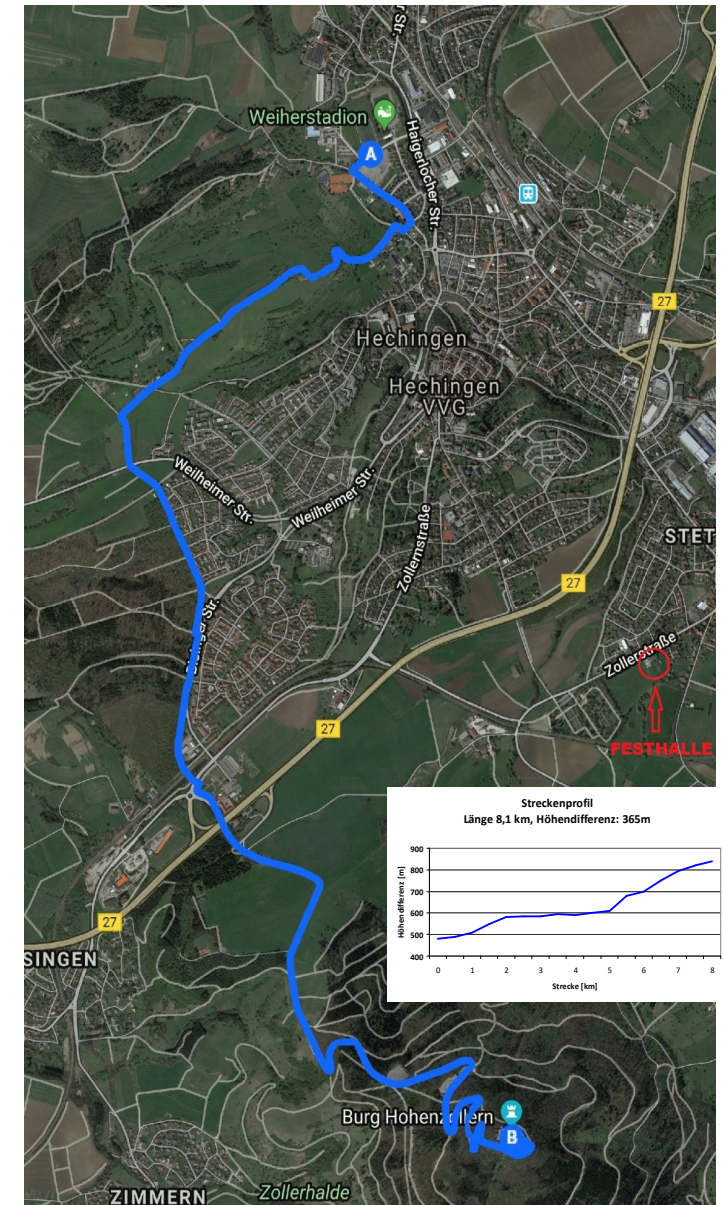 r Str.
Weiherstadion
A
Haigerlocher Str.
27
Hechingen
Hechingen
VVG
Weilheimer Str.
Weilheimer Str.
Zollernstraße
STET
27
Zollerstraße
27
FESTHALLE
Streckenprofil
Länge 8,1 km, Höhendifferenz: 365m
900
800
700
600
500
400
Höhendifferenz [m]
0 1 2 3 4 5 6 7 8
Strecke [km]
27
SINGEN
Burg Hohenzollern
B
ZIMMERN
Zollerhalde